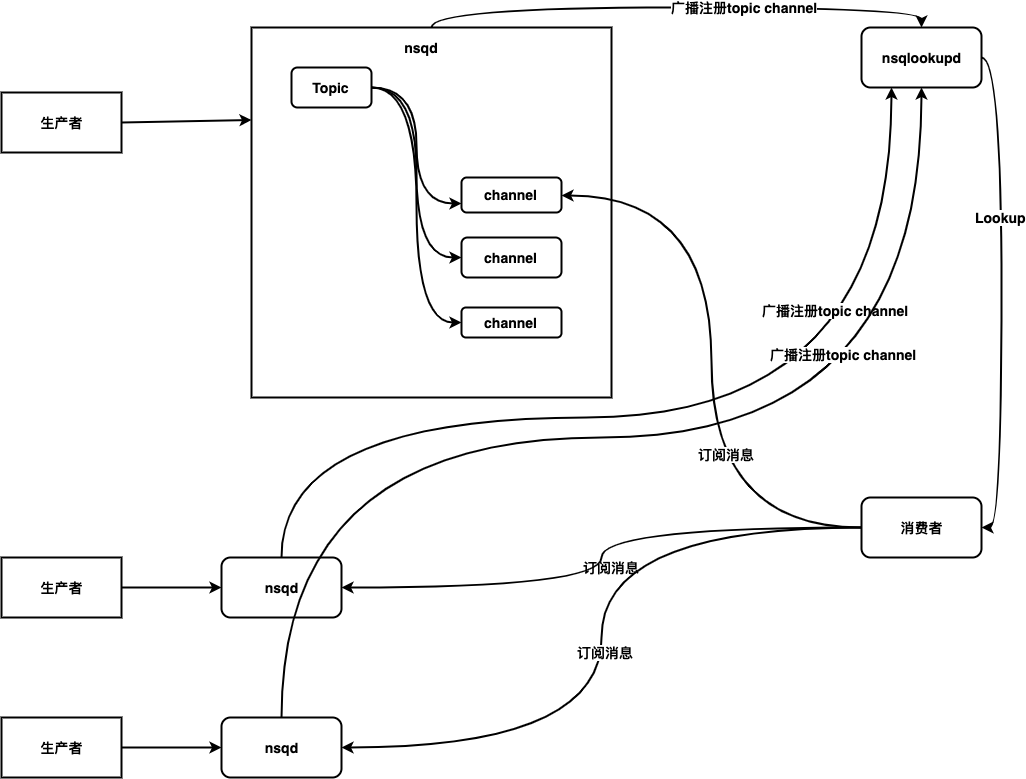 广播注册topic channel
nsqd
nsqlookupd
Topic
生产者
channel
Lookup
channel
广播注册topic channel
channel
广播注册topic channel
订阅消息
消费者
订阅消息
生产者
nsqd
订阅消息
生产者
nsqd